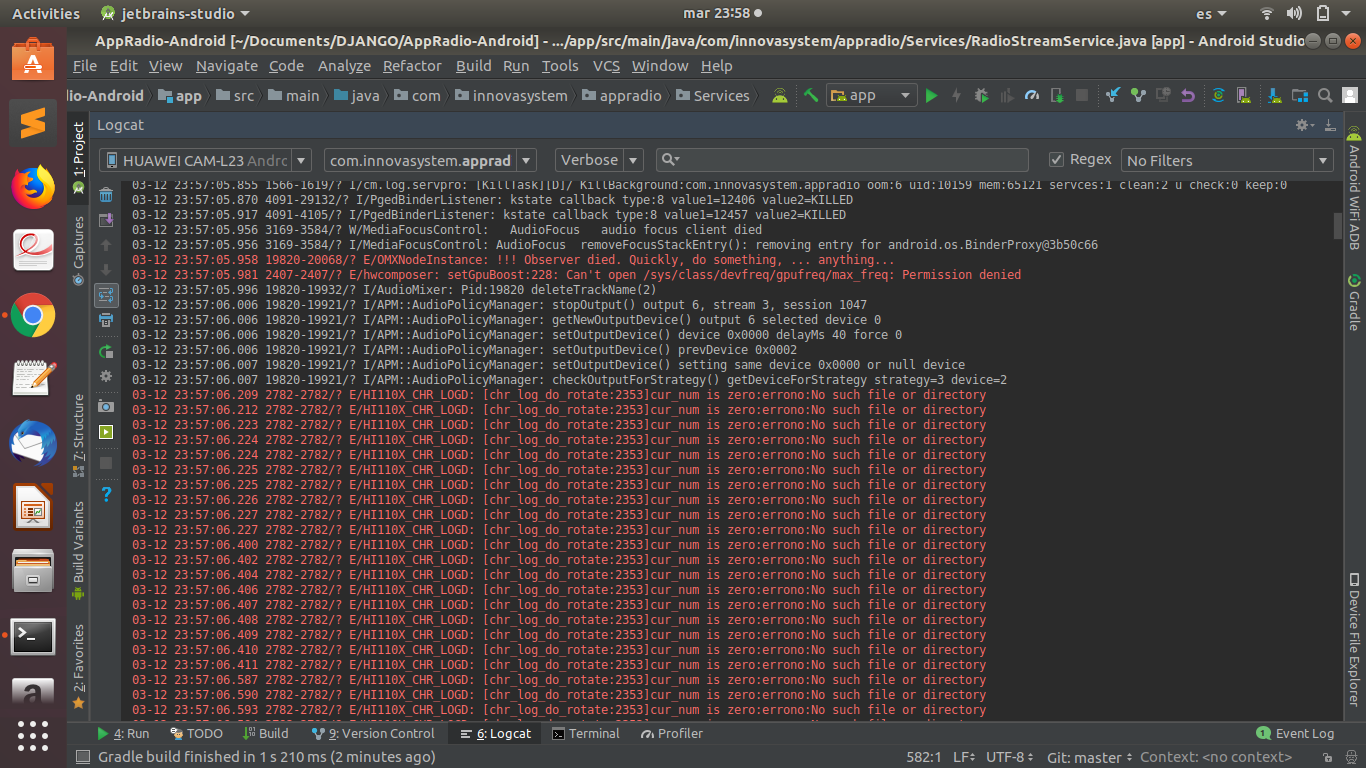 Activities
jetbrains-studio
mar 23:58
es
AppRadio-Android [~/Documents/DJANGO/AppRadio-Android] - .../app/src/main/java/com/innovasystem/appradio/Services/RadioStreamService.java [app] - Android Studio
File Edit View Navigate Code Analyze Refactor Build Run Tools VCS Window Help
io-Android app src main java com innovasystem appradio Services app
Logcat
HUAWEI CAM-L23 Andrc com.innovasystem.apprad Verbose Regex No Filters
03-12 23:57:05.855 1566-1619/? I/cm.log.servpro: [KillTask][D]/ KillBackground:com.innovasystem.appradio oom:6 uid:10159 mem:65121 servces:1 clean:2 u check:0 keep:0
03-12 23:57:05.870 4091-29132/? I/PgedBinderListener: kstate callback type:8 value1=12406 value2=KILLED
03-12 23:57:05.917 4091-4105/? I/PgedBinderListener: kstate callback type:8 value1=12457 value2=KILLED
03-12 23:57:05.956 3169-3584/? W/MediaFocusControl:   AudioFocus   audio focus client died
03-12 23:57:05.956 3169-3584/? I/MediaFocusControl: AudioFocus  removeFocusStackEntry(): removing entry for android.os.BinderProxy@3b50c66
03-12 23:57:05.958 19820-20068/? E/OMXNodeInstance: !!! Observer died. Quickly, do something, ... anything...
03-12 23:57:05.981 2407-2407/? E/hwcomposer: setGpuBoost:228: Can't open /sys/class/devfreq/gpufreq/max_freq: Permission denied
03-12 23:57:05.996 19820-19932/? I/AudioMixer: Pid:19820 deleteTrackName(2)
03-12 23:57:06.006 19820-19921/? I/APM::AudioPolicyManager: stopOutput() output 6, stream 3, session 1047
03-12 23:57:06.006 19820-19921/? I/APM::AudioPolicyManager: getNewOutputDevice() output 6 selected device 0
03-12 23:57:06.006 19820-19921/? I/APM::AudioPolicyManager: setOutputDevice() device 0x0000 delayMs 40 force 0
03-12 23:57:06.006 19820-19921/? I/APM::AudioPolicyManager: setOutputDevice() prevDevice 0x0002
03-12 23:57:06.007 19820-19921/? I/APM::AudioPolicyManager: setOutputDevice() setting same device 0x0000 or null device
03-12 23:57:06.007 19820-19921/? I/APM::AudioPolicyManager: checkOutputForStrategy() getDeviceForStrategy strategy=3 device=2
03-12 23:57:06.209 2782-2782/? E/HI110X_CHR_LOGD: [chr_log_do_rotate:2353]cur_num is zero:errono:No such file or directory
03-12 23:57:06.212 2782-2782/? E/HI110X_CHR_LOGD: [chr_log_do_rotate:2353]cur_num is zero:errono:No such file or directory
03-12 23:57:06.223 2782-2782/? E/HI110X_CHR_LOGD: [chr_log_do_rotate:2353]cur_num is zero:errono:No such file or directory
03-12 23:57:06.224 2782-2782/? E/HI110X_CHR_LOGD: [chr_log_do_rotate:2353]cur_num is zero:errono:No such file or directory
03-12 23:57:06.224 2782-2782/? E/HI110X_CHR_LOGD: [chr_log_do_rotate:2353]cur_num is zero:errono:No such file or directory
03-12 23:57:06.225 2782-2782/? E/HI110X_CHR_LOGD: [chr_log_do_rotate:2353]cur_num is zero:errono:No such file or directory
03-12 23:57:06.225 2782-2782/? E/HI110X_CHR_LOGD: [chr_log_do_rotate:2353]cur_num is zero:errono:No such file or directory
03-12 23:57:06.226 2782-2782/? E/HI110X_CHR_LOGD: [chr_log_do_rotate:2353]cur_num is zero:errono:No such file or directory
03-12 23:57:06.227 2782-2782/? E/HI110X_CHR_LOGD: [chr_log_do_rotate:2353]cur_num is zero:errono:No such file or directory
03-12 23:57:06.227 2782-2782/? E/HI110X_CHR_LOGD: [chr_log_do_rotate:2353]cur_num is zero:errono:No such file or directory
03-12 23:57:06.400 2782-2782/? E/HI110X_CHR_LOGD: [chr_log_do_rotate:2353]cur_num is zero:errono:No such file or directory
03-12 23:57:06.402 2782-2782/? E/HI110X_CHR_LOGD: [chr_log_do_rotate:2353]cur_num is zero:errono:No such file or directory
03-12 23:57:06.404 2782-2782/? E/HI110X_CHR_LOGD: [chr_log_do_rotate:2353]cur_num is zero:errono:No such file or directory
03-12 23:57:06.406 2782-2782/? E/HI110X_CHR_LOGD: [chr_log_do_rotate:2353]cur_num is zero:errono:No such file or directory
03-12 23:57:06.407 2782-2782/? E/HI110X_CHR_LOGD: [chr_log_do_rotate:2353]cur_num is zero:errono:No such file or directory
03-12 23:57:06.408 2782-2782/? E/HI110X_CHR_LOGD: [chr_log_do_rotate:2353]cur_num is zero:errono:No such file or directory
03-12 23:57:06.409 2782-2782/? E/HI110X_CHR_LOGD: [chr_log_do_rotate:2353]cur_num is zero:errono:No such file or directory
03-12 23:57:06.410 2782-2782/? E/HI110X_CHR_LOGD: [chr_log_do_rotate:2353]cur_num is zero:errono:No such file or directory
03-12 23:57:06.411 2782-2782/? E/HI110X_CHR_LOGD: [chr_log_do_rotate:2353]cur_num is zero:errono:No such file or directory
03-12 23:57:06.587 2782-2782/? E/HI110X_CHR_LOGD: [chr_log_do_rotate:2353]cur_num is zero:errono:No such file or directory
03-12 23:57:06.590 2782-2782/? E/HI110X_CHR_LOGD: [chr_log_do_rotate:2353]cur_num is zero:errono:No such file or directory
03-12 23:57:06.593 2782-2782/? E/HI110X_CHR_LOGD: [chr_log_do_rotate:2353]cur_num is zero:errono:No such file or directory
1: Project
Captures
7: Structure
Build Variants
2: Favorites
Android WiFi ADB
Gradle
Device File Explorer
4: Run TODO Build 9: Version Control 6: Logcat Terminal Profiler 1 Event Log
Gradle build finished in 1 s 210 ms (2 minutes ago) 582:1 LF UTF-8 Git: master Context: <no context>